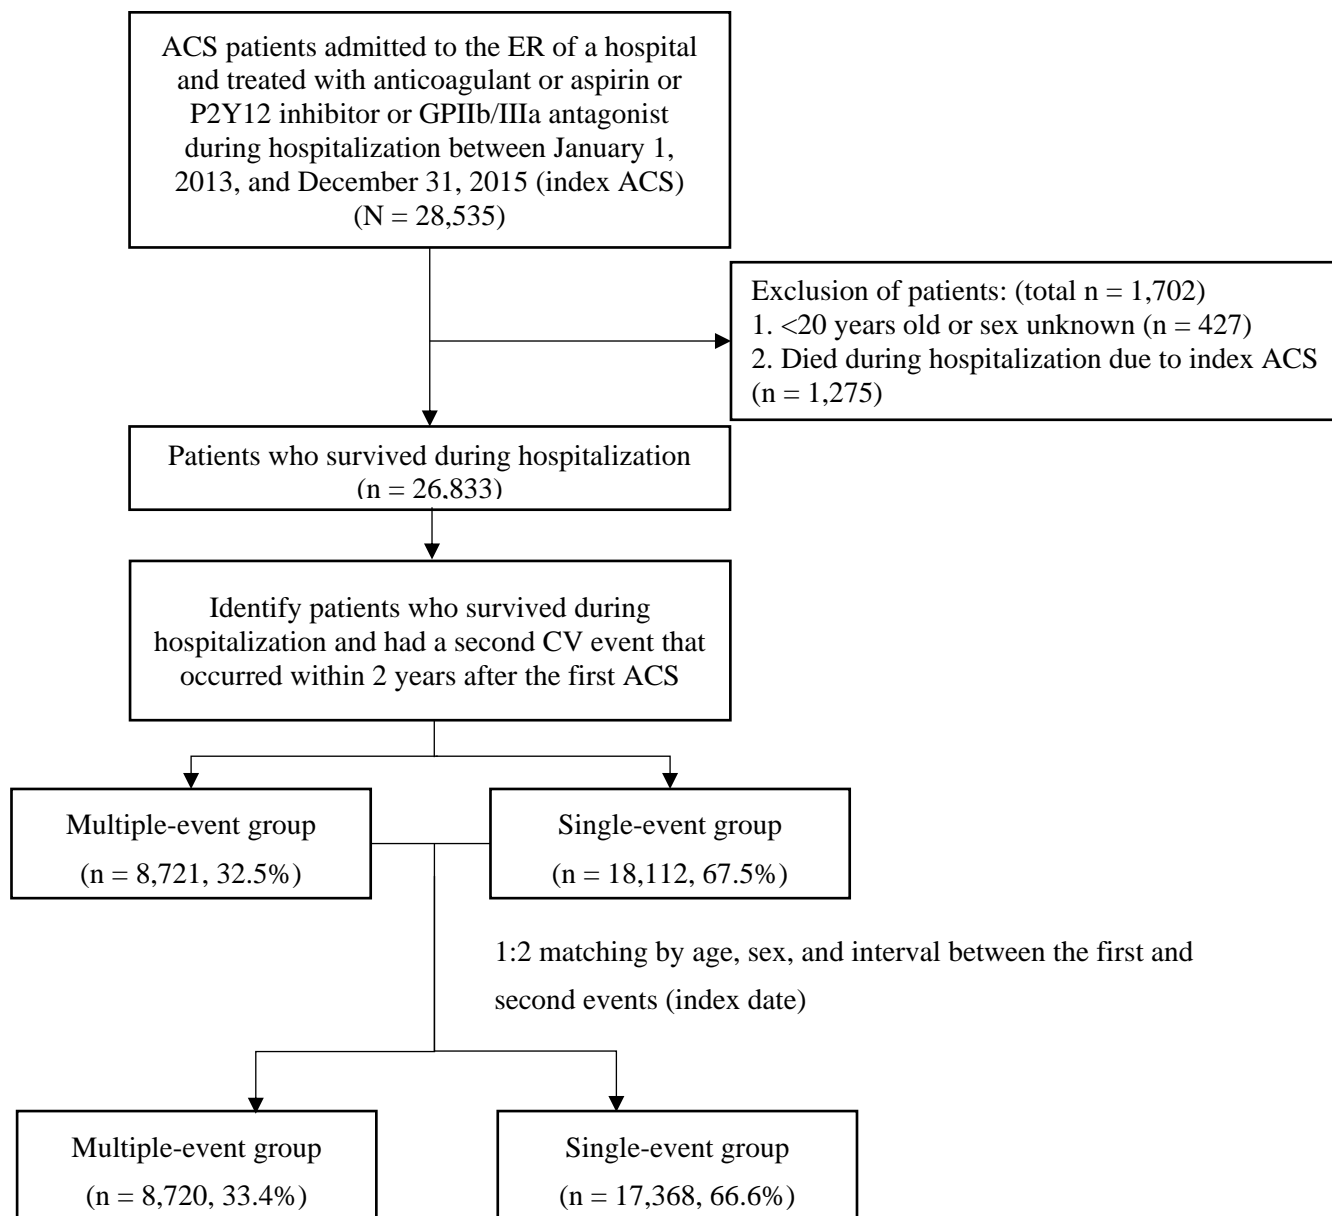 ACS patients admitted to the ER of a hospital
and treated with anticoagulant or aspirin or
P2Y12 inhibitor or GPIIb/IIIa antagonist
during hospitalization between January 1,
2013, and December 31, 2015 (index ACS)
(N = 28,535)
Exclusion of patients: (total n = 1,702)
1. <20 years old or sex unknown (n = 427)
2. Died during hospitalization due to index ACS
(n = 1,275)
Patients who survived during hospitalization
(n = 26,833)
Identify patients who survived during
hospitalization and had a second CV event that
occurred within 2 years after the first ACS
Multiple-event group
(n = 8,721, 32.5%)
Single-event group
(n = 18,112, 67.5%)
1:2 matching by age, sex, and interval between the first and
second events (index date)
Multiple-event group
(n = 8,720, 33.4%)
Single-event group
(n = 17,368, 66.6%)